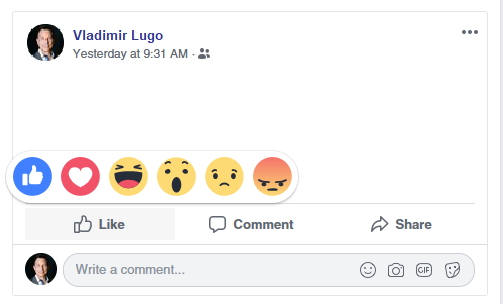 Vladimir Lugo
Yesterday at 9:31 AM ·
Like Comment Share
Write a comment...
GIF